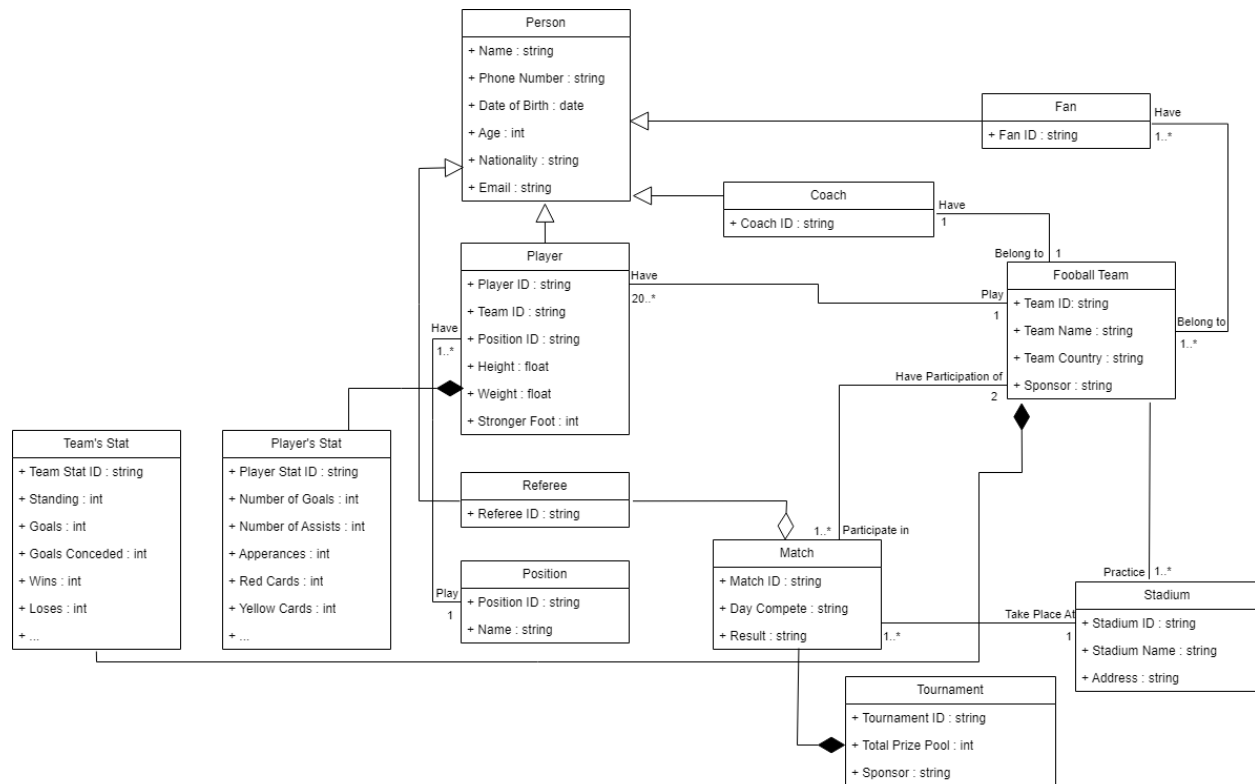 Person
+ Name : string
+ Phone Number : string
+ Date of Birth : date
+ Age : int
+ Nationality : string
+ Email : string
Fan
+ Fan ID : string
Have
1..*
Coach
+ Coach ID : string
Have
1
Belong to
1
Player
+ Player ID : string
+ Team ID : string
+ Position ID : string
+ Height : float
+ Weight : float
+ Stronger Foot : int
Have
20..*
Play
1
Fooball Team
+ Team ID: string
+ Team Name : string
+ Team Country : string
+ Sponsor : string
Belong to
1..*
Have
1..*
Have Participation of
2
Team's Stat
+ Team Stat ID : string
+ Standing : int
+ Goals : int
+ Goals Conceded : int
+ Wins : int
+ Loses : int
+ ...
Player's Stat
+ Player Stat ID : string
+ Number of Goals : int
+ Number of Assists : int
+ Apperances : int
+ Red Cards : int
+ Yellow Cards : int
+ ...
Referee
+ Referee ID : string
Play
1
Position
+ Position ID : string
+ Name : string
1..*
Participate in
Match
+ Match ID : string
+ Day Compete : string
+ Result : string
1..*
Take Place At
1
Practice
1..*
Stadium
+ Stadium ID : string
+ Stadium Name : string
+ Address : string
Tournament
+ Tournament ID : string
+ Total Prize Pool : int
+ Sponsor : string